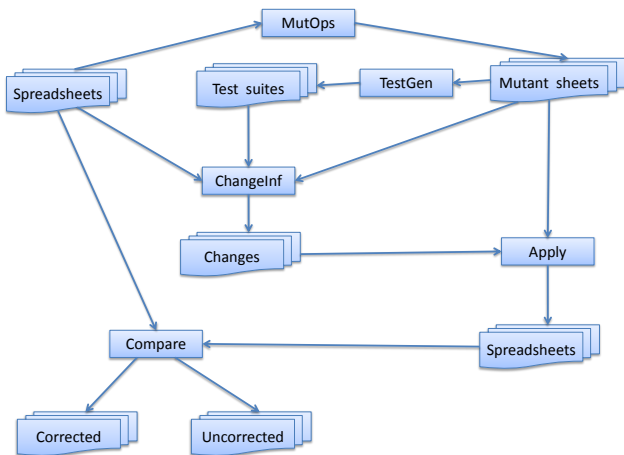 MutOps
Spreadsheets
Test suites
TestGen
Mutant sheets
ChangeInf
Changes
Apply
Compare
Spreadsheets
Corrected
Uncorrected